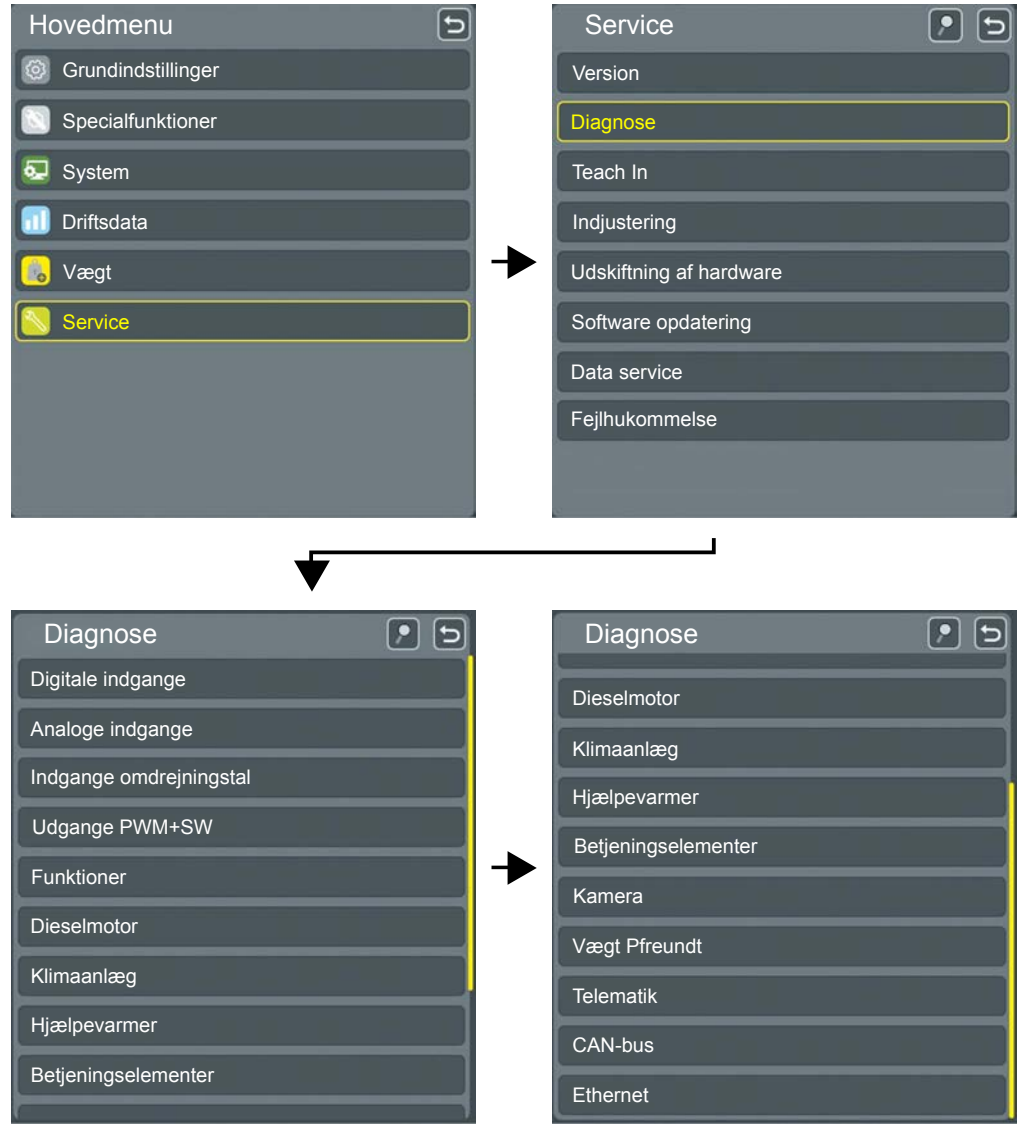 Hovedmenu
Grundindstillinger
Specialfunktioner
System
Driftsdata
Vægt
Service
Service
Version
Diagnose
Teach In
Indjustering
Udskiftning af hardware
Software opdatering
Data service
Fejlhukommelse
Diagnose
Digitale indgange
Analoge indgange
Indgange omdrejningstal
Udgange PWM+SW
Funktioner
Dieselmotor
Klimaanlæg
Hjælpevarmer
Betjeningselementer
Diagnose
Dieselmotor
Klimaanlæg
Hjælpevarmer
Betjeningselementer
Kamera
Vægt Pfreundt
Telematik
CAN-bus
Ethernet